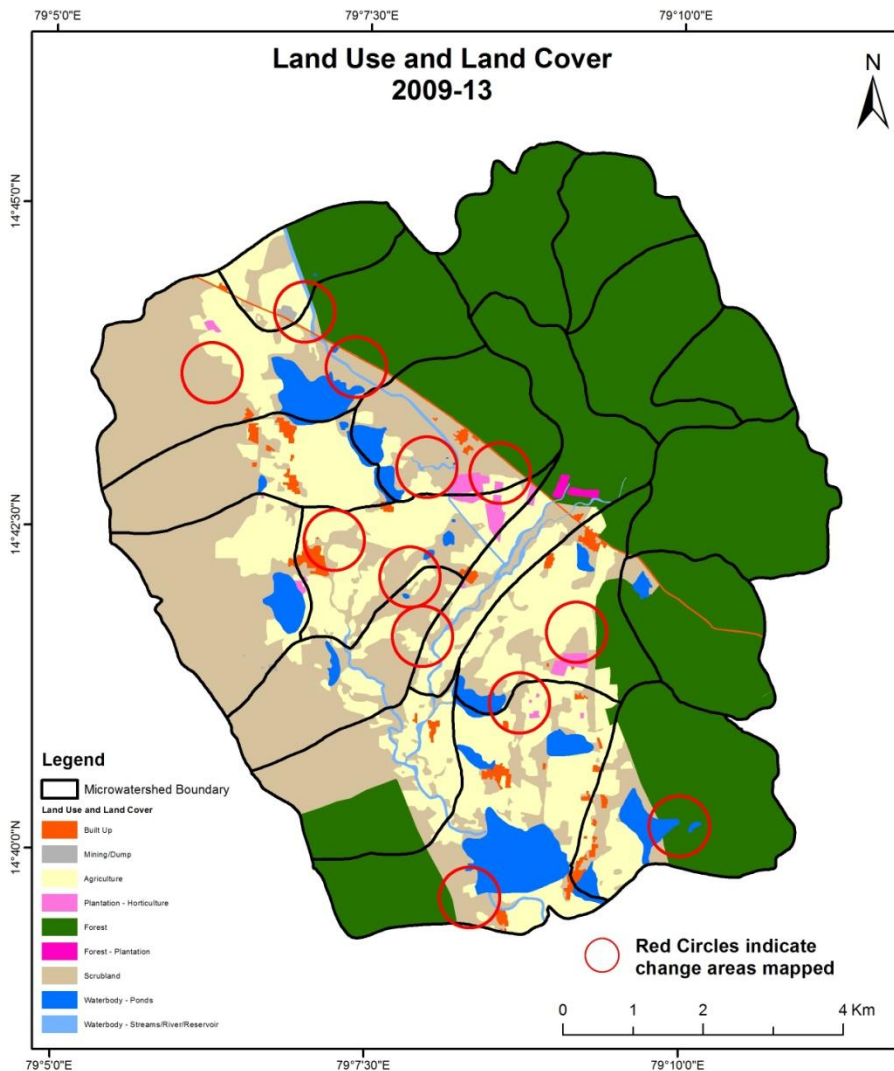 79°5'0"E
79°7'30"E
79°10'0"E
Land Use and Land Cover
2009-13
N
14°45'0"N
14°42'30"N
14°40'0"N
Legend
Microwatershed Boundary
Land Use and Land Cover
Built Up
Mining/Dump
Agriculture
Plantation - Horticulture
Forest
Forest - Plantation
Scrubland
Waterbody - Ponds
Waterbody - Streams/River/Reservoir
Red Circles indicate
change areas mapped
0 1 2 4 Km
79°5'0"E
79°7'30"E
79°10'0"E